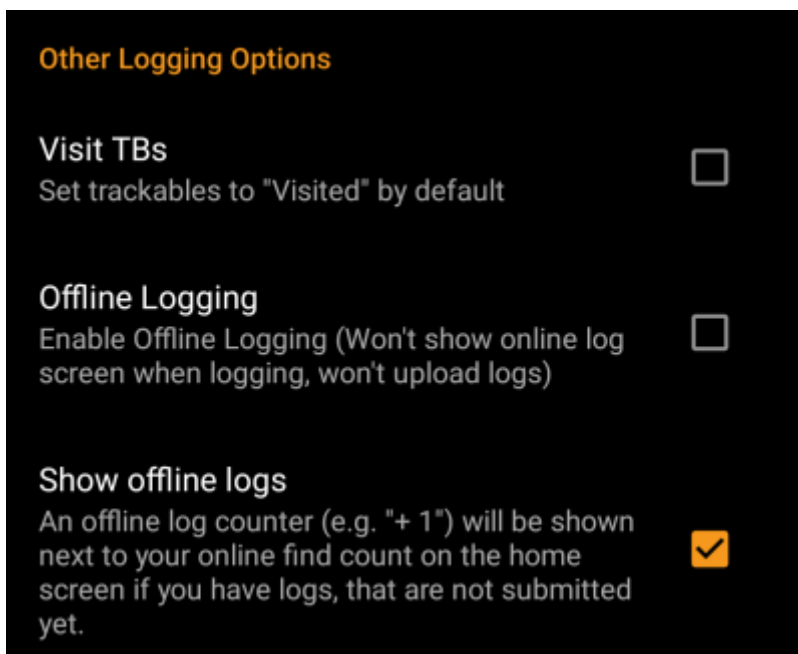 Other Logging Options
Visit TBs
Set trackables to "Visited" by default
Offline Logging
Enable Offline Logging (Won't show online log
screen when logging, won't upload logs)
Show offline logs
An offline log counter (e.g. "+ 1") will be shown
next to your online find count on the home
screen if you have logs, that are not submitted
yet.